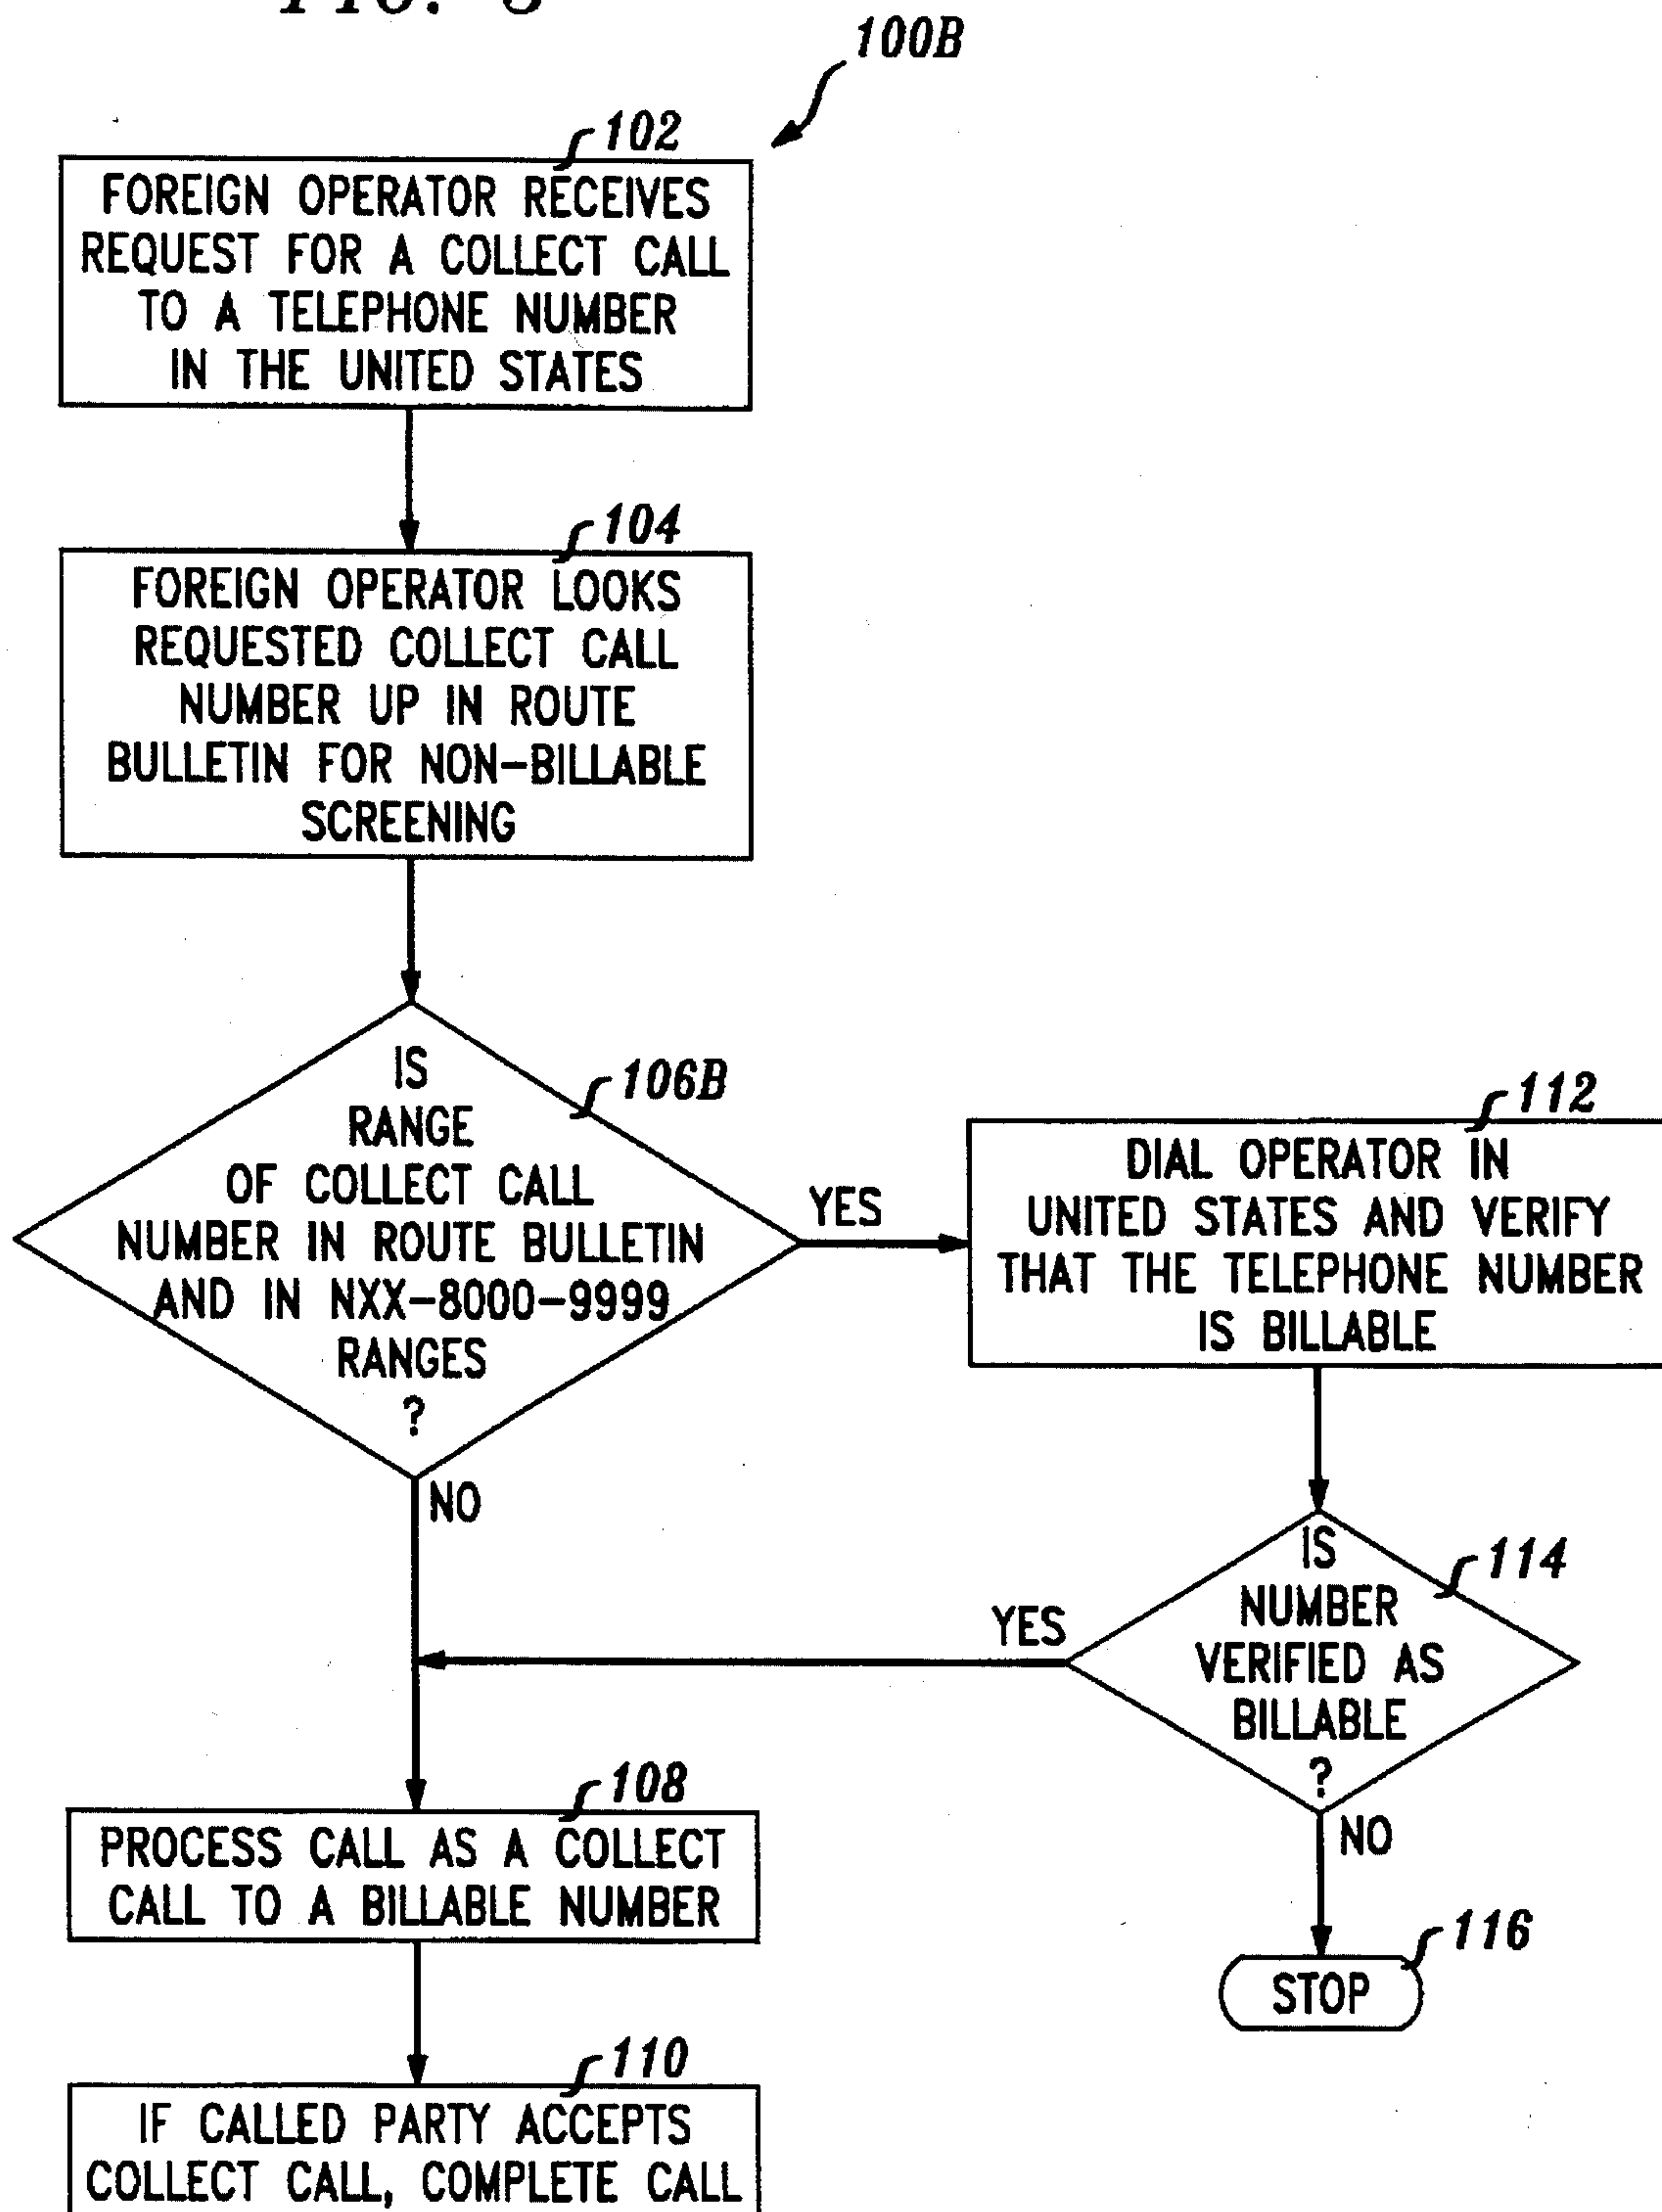 100B
102
FOREIGN OPERATOR RECEIVES
REQUEST FOR A COLLECT CALL
TO A TELEPHONE NUMBER
IN THE UNITED STATES
104
FOREIGN OPERATOR LOOKS
REQUESTED COLLECT CALL
NUMBER UP IN ROUTE
BULLETIN FOR NON-BILLABLE
SCREENING
106B
IS
RANGE
OF COLLECT CALL
NUMBER IN ROUTE BULLETIN
AND IN NXX-8000-9999
RANGES
?
YES
NO
112
DIAL OPERATOR IN
UNITED STATES AND VERIFY
THAT THE TELEPHONE NUMBER
IS BILLABLE
114
IS
NUMBER
VERIFIED AS
BILLABLE
?
YES
NO
116
STOP
108
PROCESS CALL AS A COLLECT
CALL TO A BILLABLE NUMBER
110
IF CALLED PARTY ACCEPTS
COLLECT CALL, COMPLETE CALL